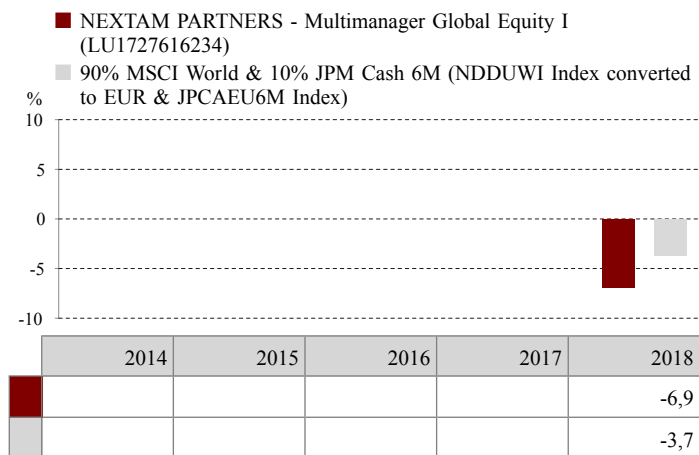 NEXTAM PARTNERS - Multimanager Global Equity I
(LU1727616234)
90% MSCI World & 10% JPM Cash 6M (NDDUWI Index converted
to EUR & JPCAEU6M Index)
%
10
5
0
-5
-10
2014 2015 2016 2017 2018
-6,9
-3,7